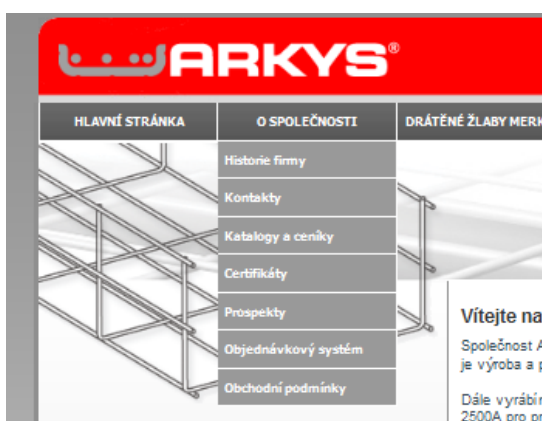 ARKYS®
HLAVNÍ STRÁNKA O SPOLEČNOSTI DRÁTĚNÉ ŽLABY MERK
Historie firmy
Kontakty
Katalogy a ceníky
Certifikáty
Prospekty
Objednávkový systém
Obchodní podmínky
Vítejte na
Společnost A
je výroba a p
Dále vyrábí
2500A pro pr